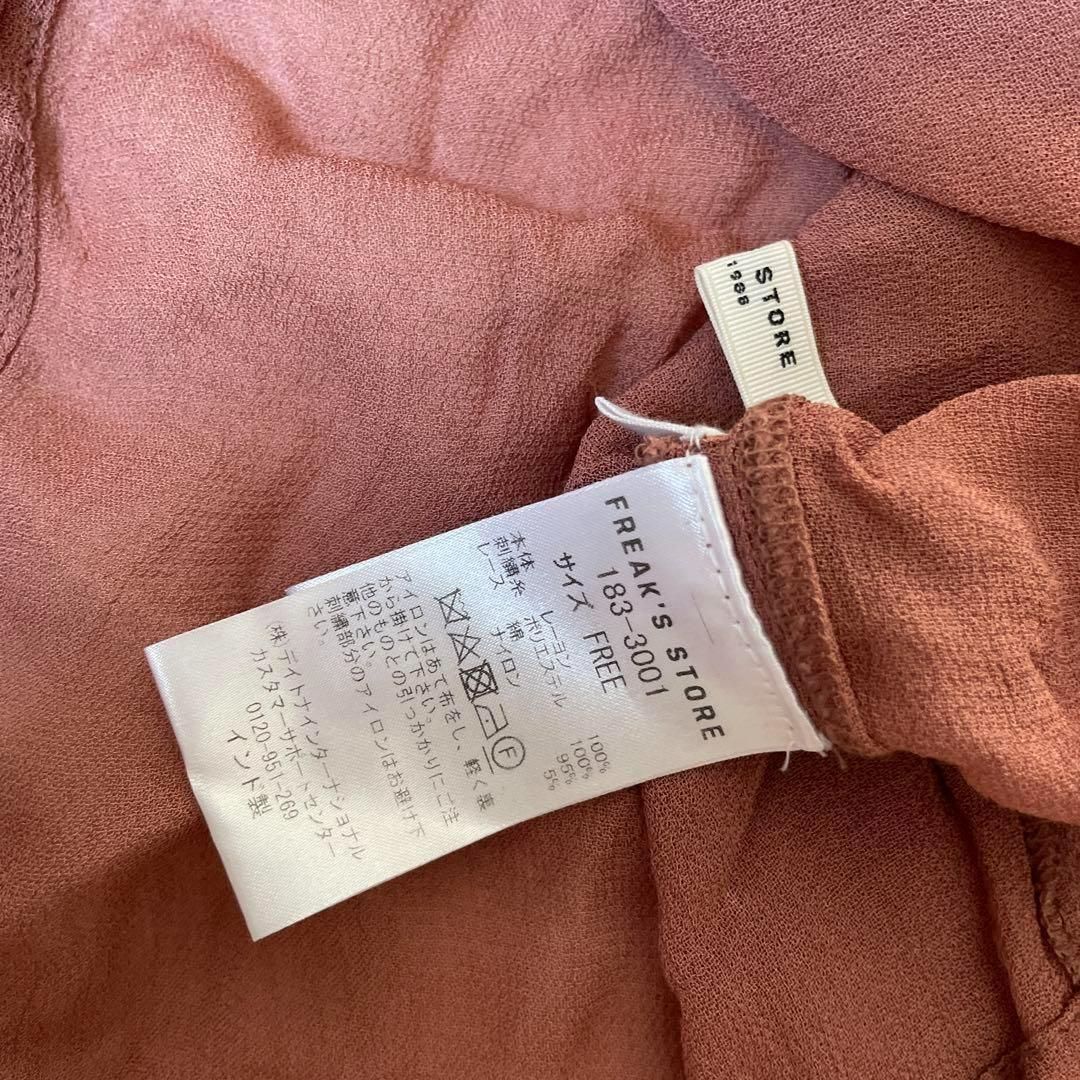 STORE
1986
FREAK'S STORE
183-3001
サイズ FREE
本体 レーヨン 100%
刺繍糸 ポリエステル 100%
レース 綿 95%
ナイロン 5%
F
アイロンはあて布をし、軽く裏
から掛けて下さい。
他のものとの引っかかりにご注
意下さい。
刺繍部分のアイロンはお避け下
さい。
(株)デイトナインターナショナル
カスタマーサポートセンター
0120-951-269
インド製